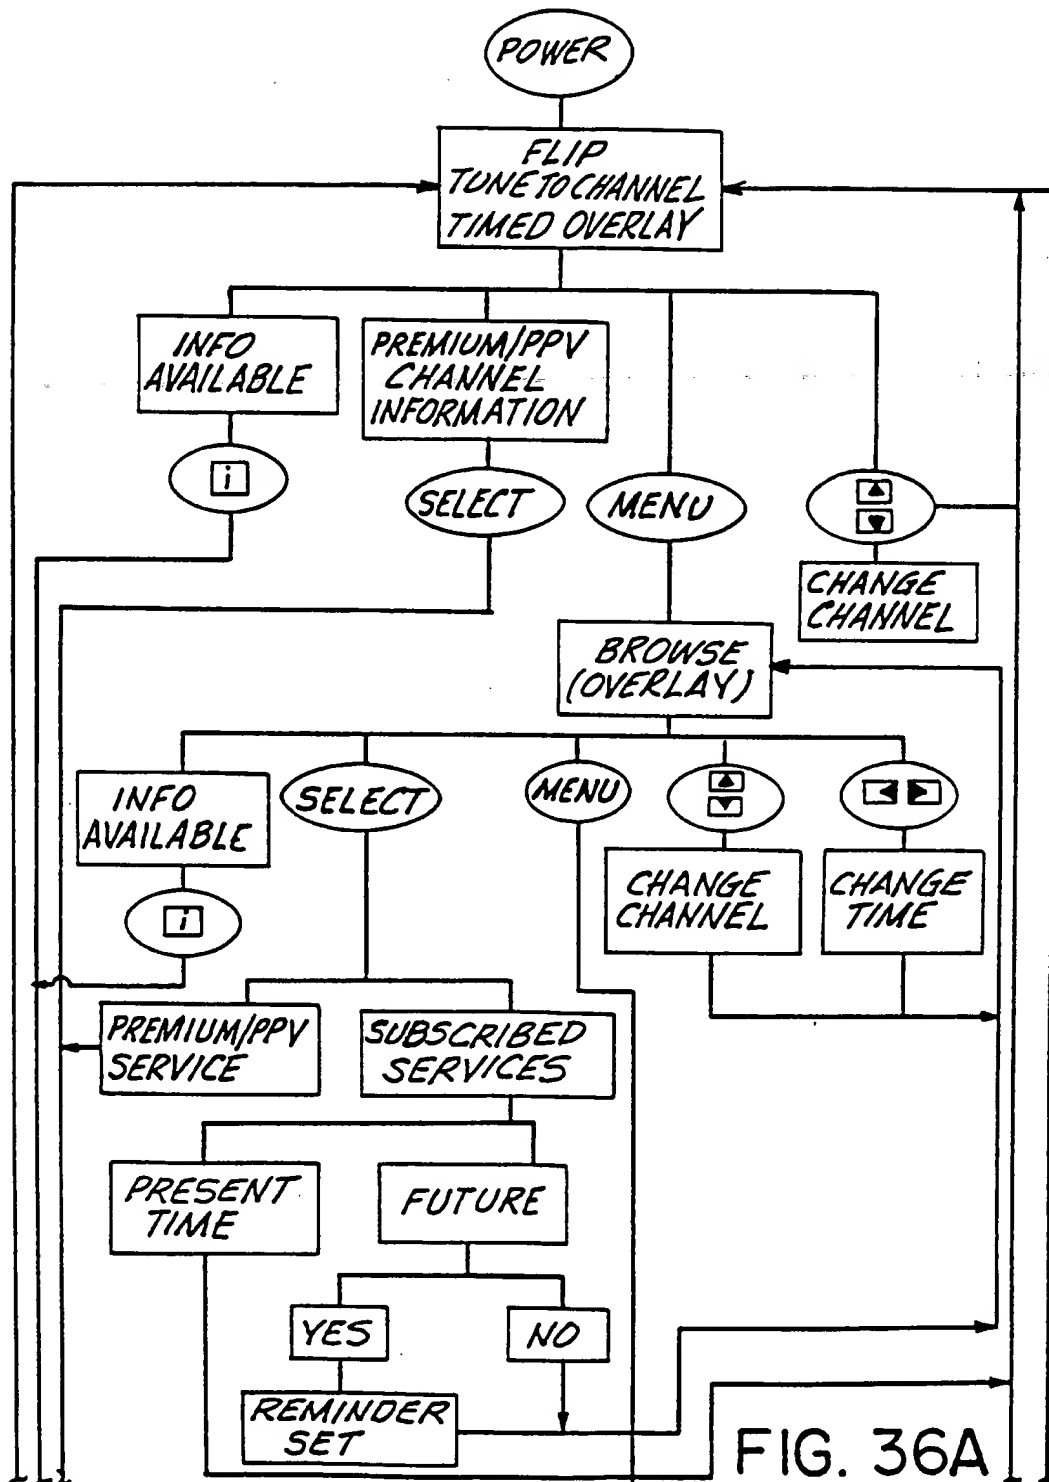 POWER
FLIP
TUNE TO CHANNEL
TIMED OVERLAY
INFO
AVAILABLE
PREMIUM/PPV
CHANNEL
INFORMATION
i
SELECT
MENU
CHANGE
CHANNEL
BROWSE
(OVERLAY)
INFO
AVAILABLE
SELECT
MENU
CHANGE
CHANNEL
CHANGE
TIME
i
PREMIUM/PPV
SERVICE
SUBSCRIBED
SERVICES
PRESENT
TIME
FUTURE
YES
NO
REMINDER
SET
FIG. 36A